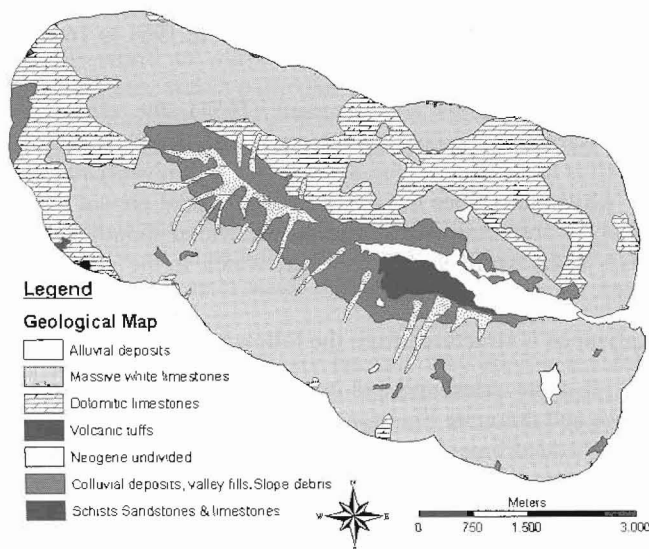 Legend
Geological Map
Alluvial deposits
Massive white limestones
Dolomitic limestones
Volcanic tuffs
Neogene undivided
Colluvial deposits, valley fills. Slope debris
Schists Sandstones & limestones
N
W E
S
Meters
0 750 1.500 3.000